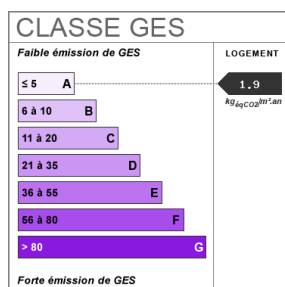 CLASSE GES
Faible émission de GES
LOGEMENT
≤ 5 A
1.9
kgéqCO2/m².an
6 à 10 B
11 à 20 C
21 à 35 D
36 à 55 E
56 à 80 F
> 80 G
Forte émission de GES